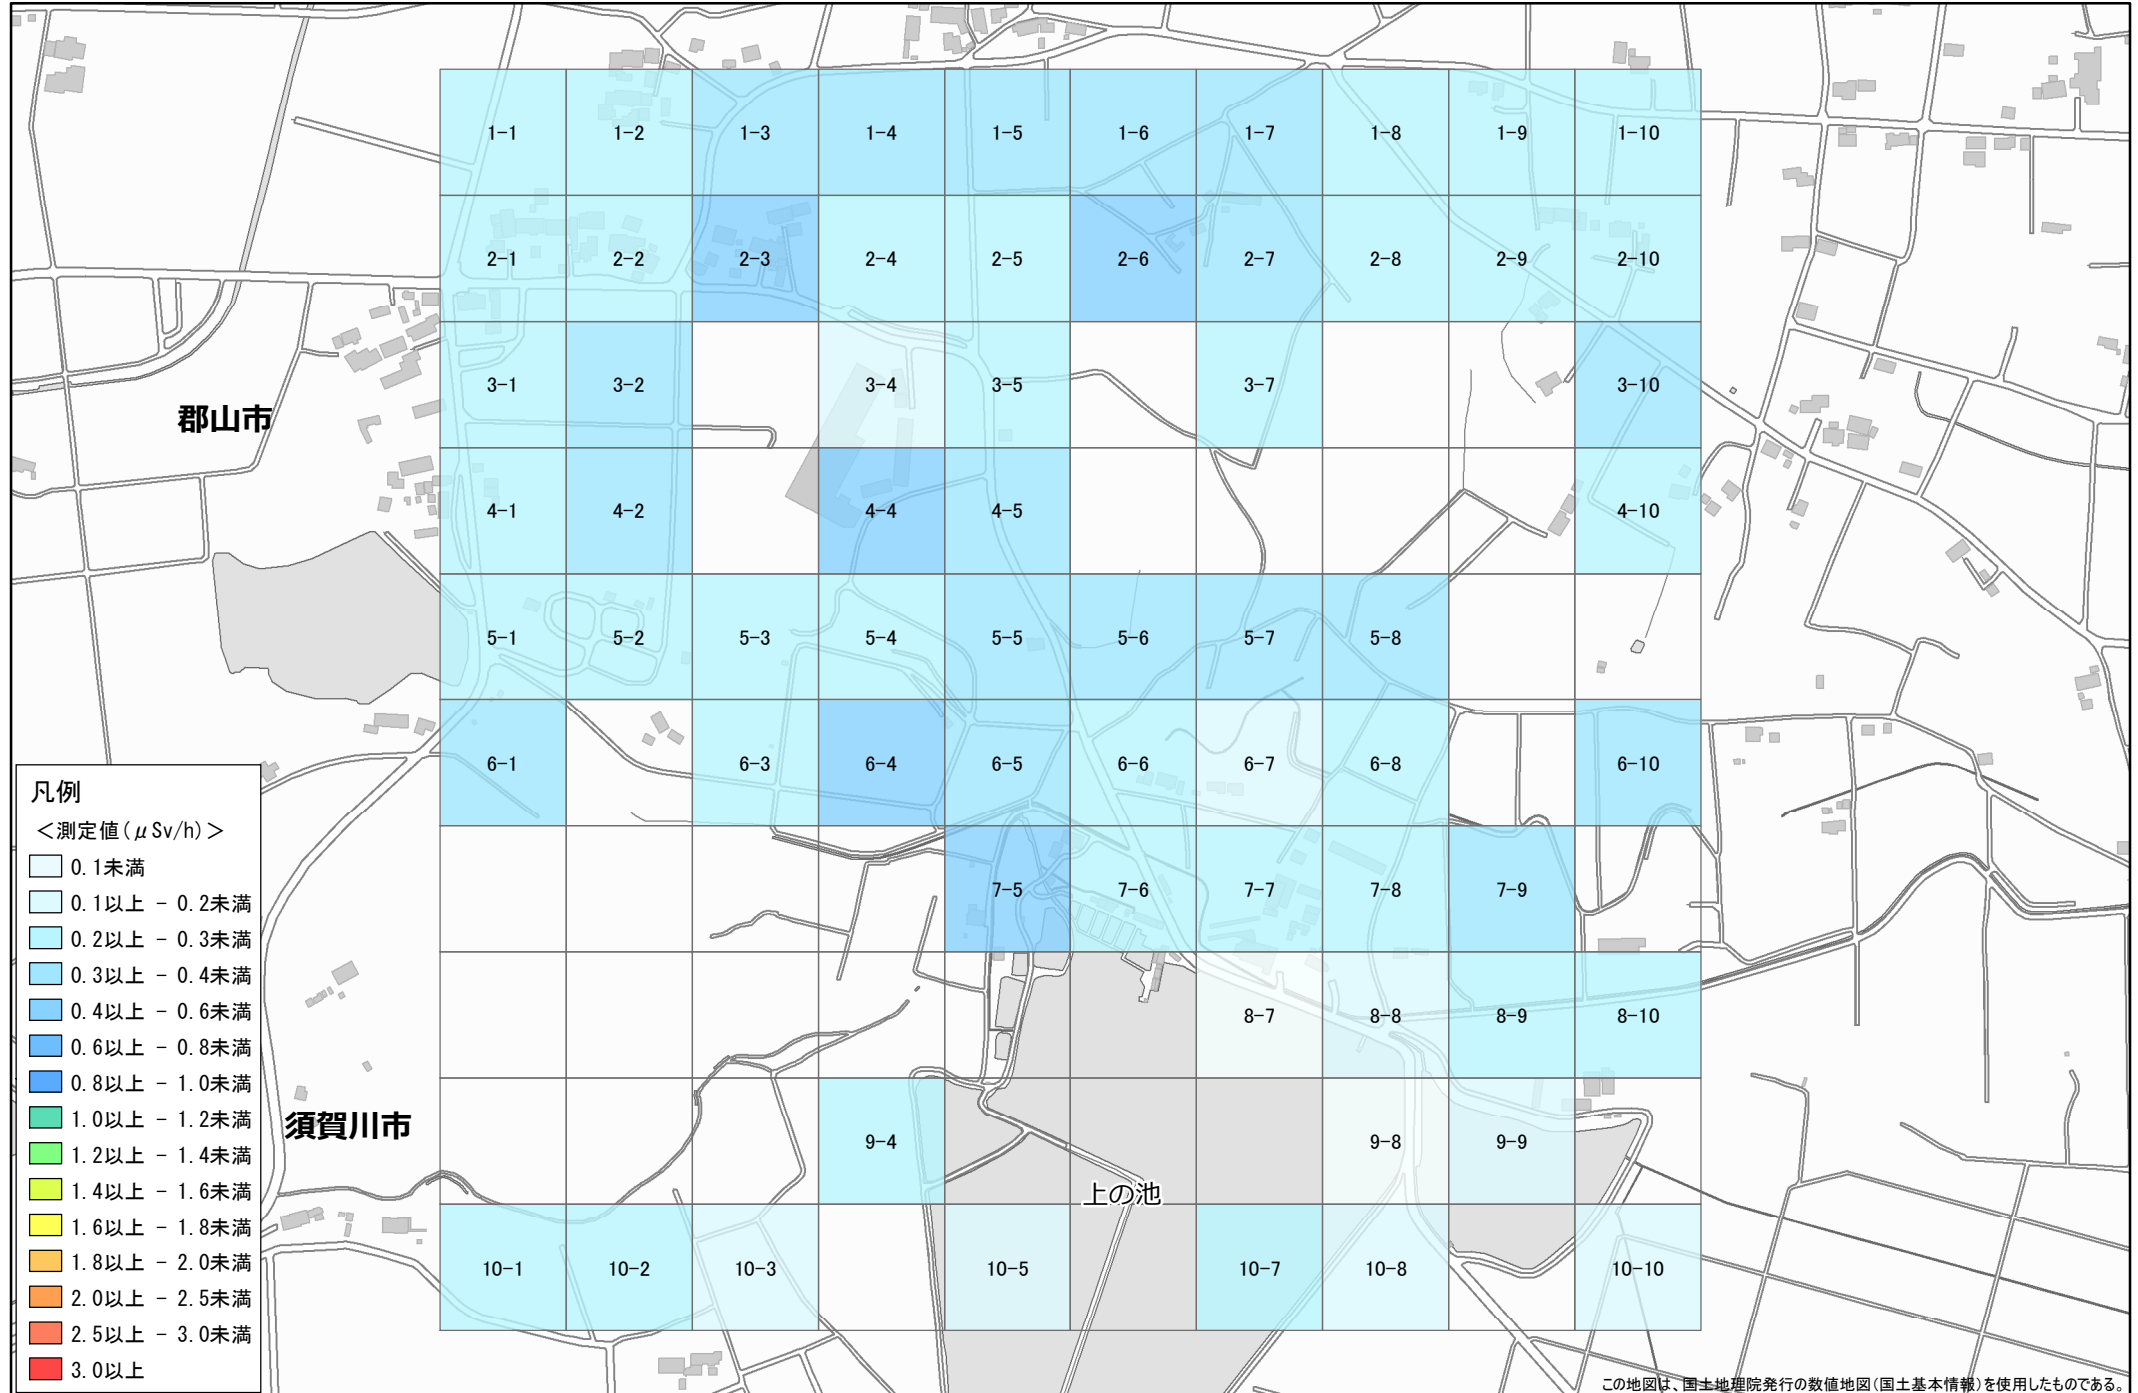 1-1 1-2 1-3 1-4 1-5 1-6 1-7 1-8 1-9 1-10
2-1 2-2 2-3 2-4 2-5 2-6 2-7 2-8 2-9 2-10
3-1 3-2 3-4 3-5 3-7 3-10
郡山市
4-1 4-2 4-4 4-5 4-10
5-1 5-2 5-3 5-4 5-5 5-6 5-7 5-8
6-1 6-3 6-4 6-5 6-6 6-7 6-8 6-10
7-5 7-6 7-7 7-8 7-9
8-7 8-8 8-9 8-10
須賀川市
9-4 9-8 9-9
上の池
10-1 10-2 10-3 10-5 10-7 10-8 10-10
凡例
＜測定値(μSv/h)＞
0.1未満
0.1以上 - 0.2未満
0.2以上 - 0.3未満
0.3以上 - 0.4未満
0.4以上 - 0.6未満
0.6以上 - 0.8未満
0.8以上 - 1.0未満
1.0以上 - 1.2未満
1.2以上 - 1.4未満
1.4以上 - 1.6未満
1.6以上 - 1.8未満
1.8以上 - 2.0未満
2.0以上 - 2.5未満
2.5以上 - 3.0未満
3.0以上
この地図は、国土地理院発行の数値地図(国土基本情報)を使用したものである。